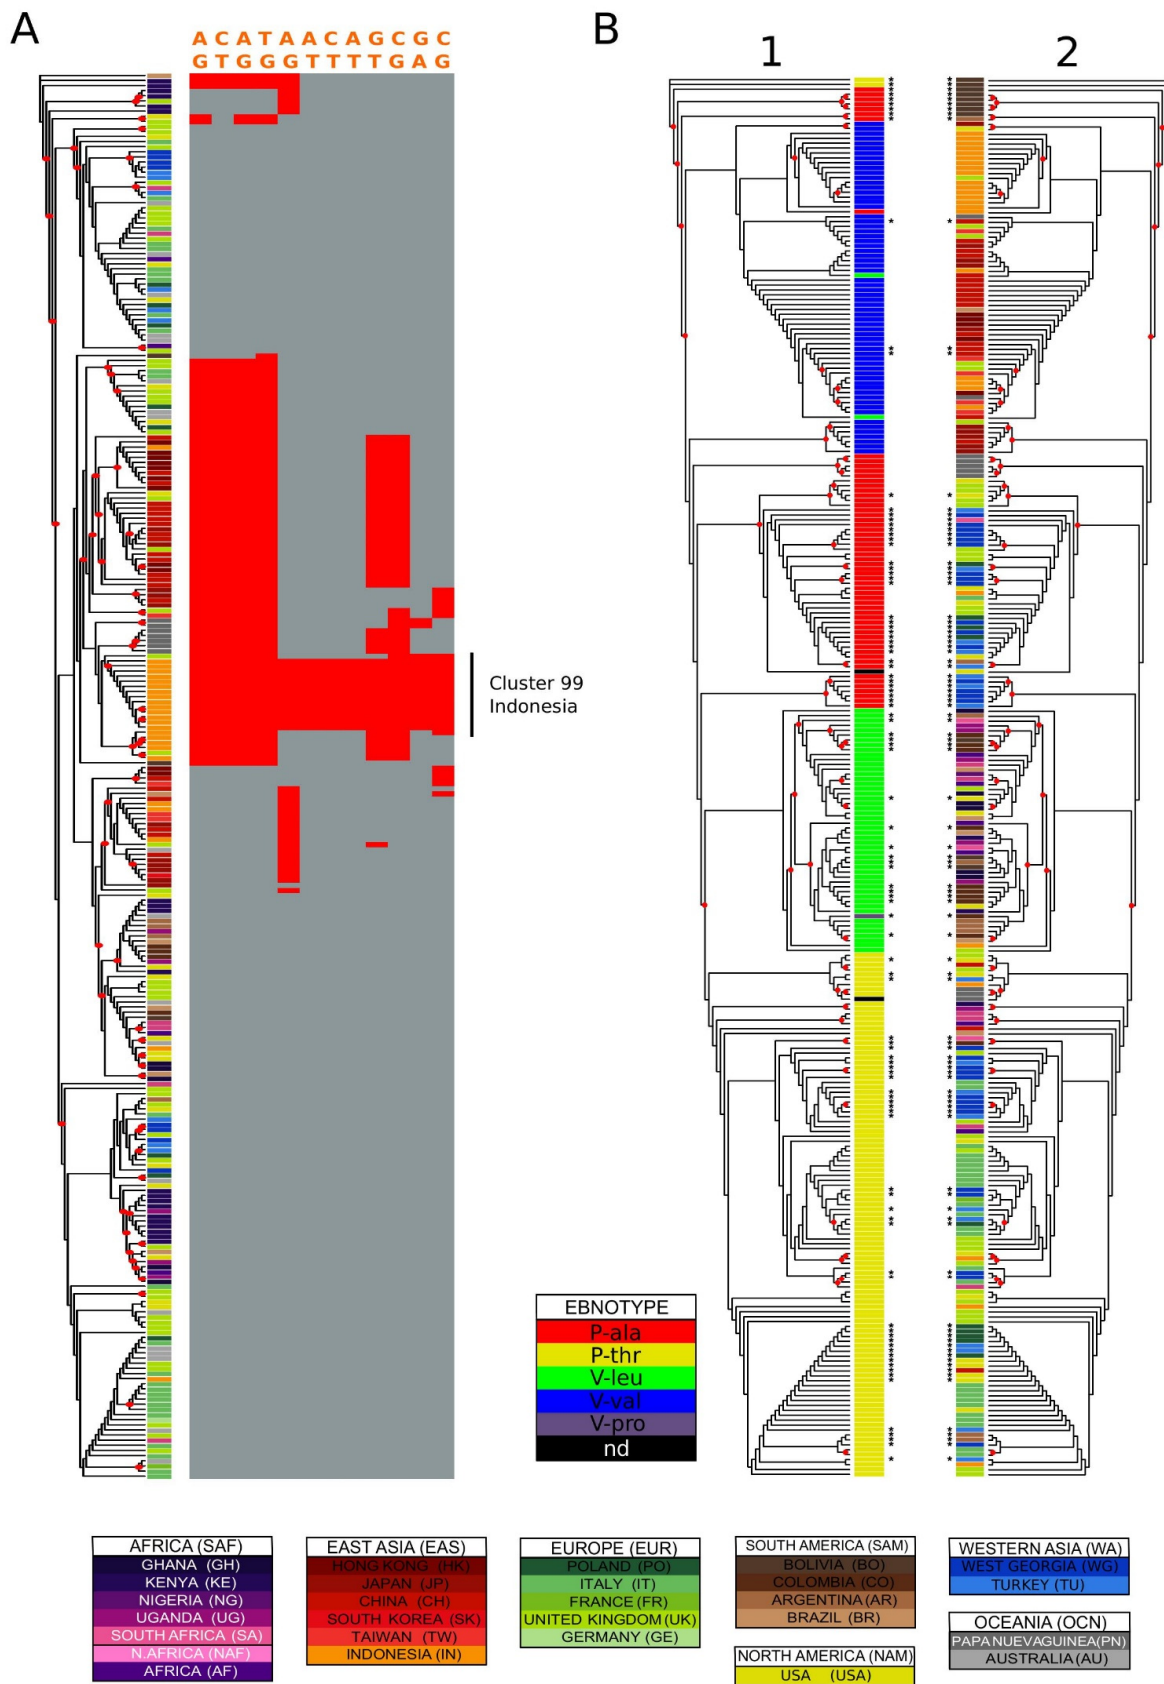 A
A C A T A A C A G C G C
G T G G G T T T T G A G
B
1
2
Cluster 99
Indonesia
EBNOTYPE
P-ala
P-thr
V-leu
V-val
V-pro
nd
AFRICA (SAF)
GHANA (GH)
KENYA (KE)
NIGERIA (NG)
UGANDA (UG)
SOUTH AFRICA (SA)
N.AFRICA (NAF)
AFRICA (AF)
EAST ASIA (EAS)
HONG KONG (HK)
JAPAN (JP)
CHINA (CH)
SOUTH KOREA (SK)
TAIWAN (TW)
INDONESIA (IN)
EUROPE (EUR)
POLAND (PO)
ITALY (IT)
FRANCE (FR)
UNITED KINGDOM (UK)
GERMANY (GE)
SOUTH AMERICA (SAM)
BOLIVIA (BO)
COLOMBIA (CO)
ARGENTINA (AR)
BRAZIL (BR)
NORTH AMERICA (NAM)
USA (USA)
WESTERN ASIA (WA)
WEST GEORGIA (WG)
TURKEY (TU)
OCEANIA (OCN)
PAPA NUEVAGUINEA(PN)
AUSTRALIA (AU)